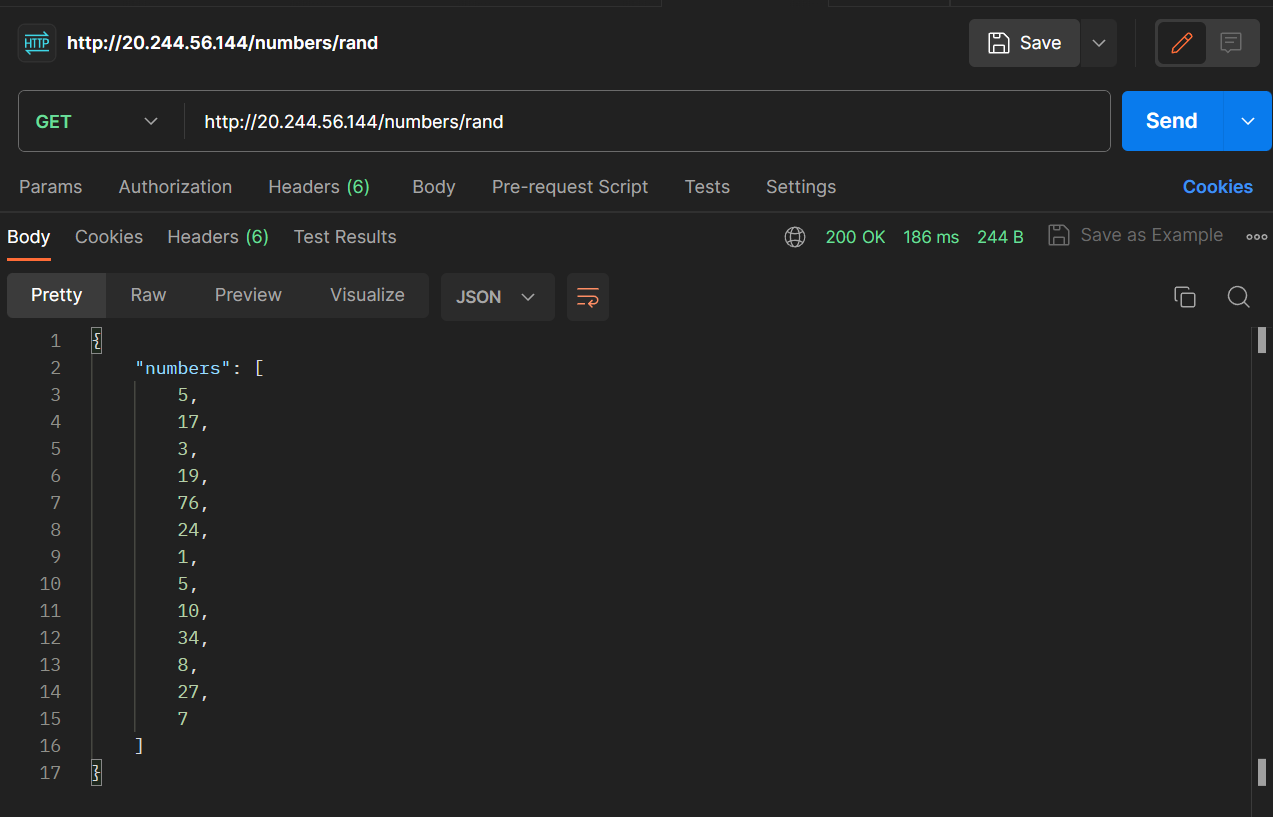 HTTP http://20.244.56.144/numbers/rand Save
GET http://20.244.56.144/numbers/rand Send
Params Authorization Headers (6) Body Pre-request Script Tests Settings Cookies
Body Cookies Headers (6) Test Results 200 OK 186 ms 244 B Save as Example
Pretty Raw Preview Visualize JSON
1 {
2 "numbers": [
3 5,
4 17,
5 3,
6 19,
7 76,
8 24,
9 1,
10 5,
11 10,
12 34,
13 8,
14 27,
15 7
16 ]
17 }